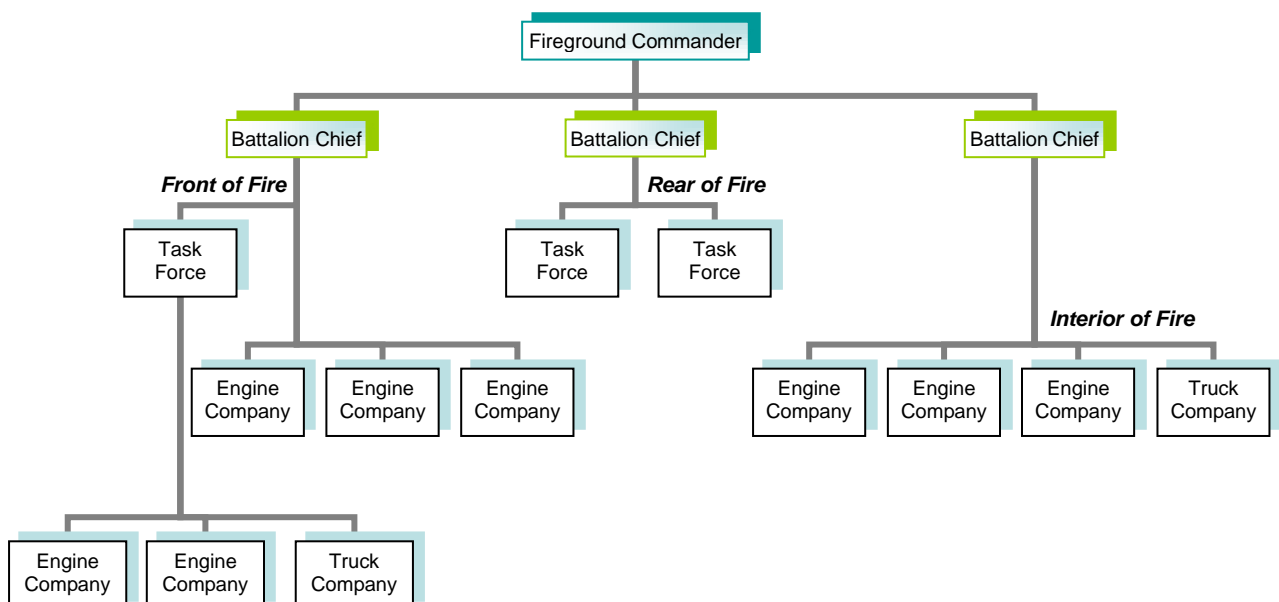 Fireground Commander
Battalion Chief
Battalion Chief
Battalion Chief
Front of Fire
Rear of Fire
Task
Force
Task
Force
Task
Force
Interior of Fire
Engine
Company
Engine
Company
Engine
Company
Engine
Company
Engine
Company
Engine
Company
Truck
Company
Engine
Company
Engine
Company
Truck
Company